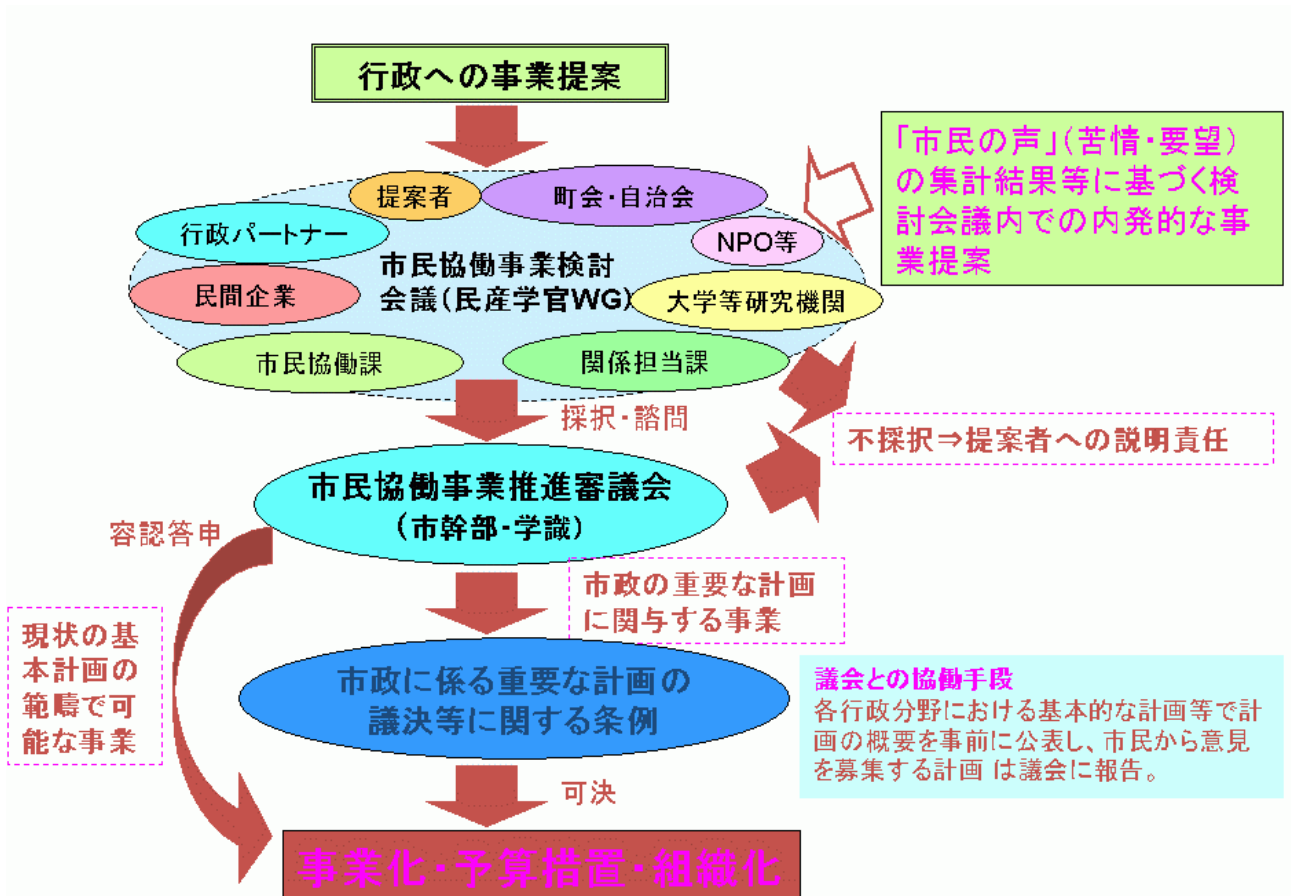 行政への事業提案
「市民の声」(苦情・要望)
の集計結果等に基づく検
討会議内での内発的な事
業提案
提案者
町会・自治会
行政パートナー
NPO等
市民協働事業検討
会議(民産学官WG)
民間企業
大学等研究機関
市民協働課
関係担当課
採択・諮問
不採択⇒提案者への説明責任
市民協働事業推進審議会
(市幹部・学識)
容認答申
市政の重要な計画
に関与する事業
現状の基
本計画の
範疇で可
能な事業
市政に係る重要な計画の
議決等に関する条例
議会との協働手段
各行政分野における基本的な計画等で計
画の概要を事前に公表し、市民から意見
を募集する計画 は議会に報告。
可決
事業化・予算措置・組織化